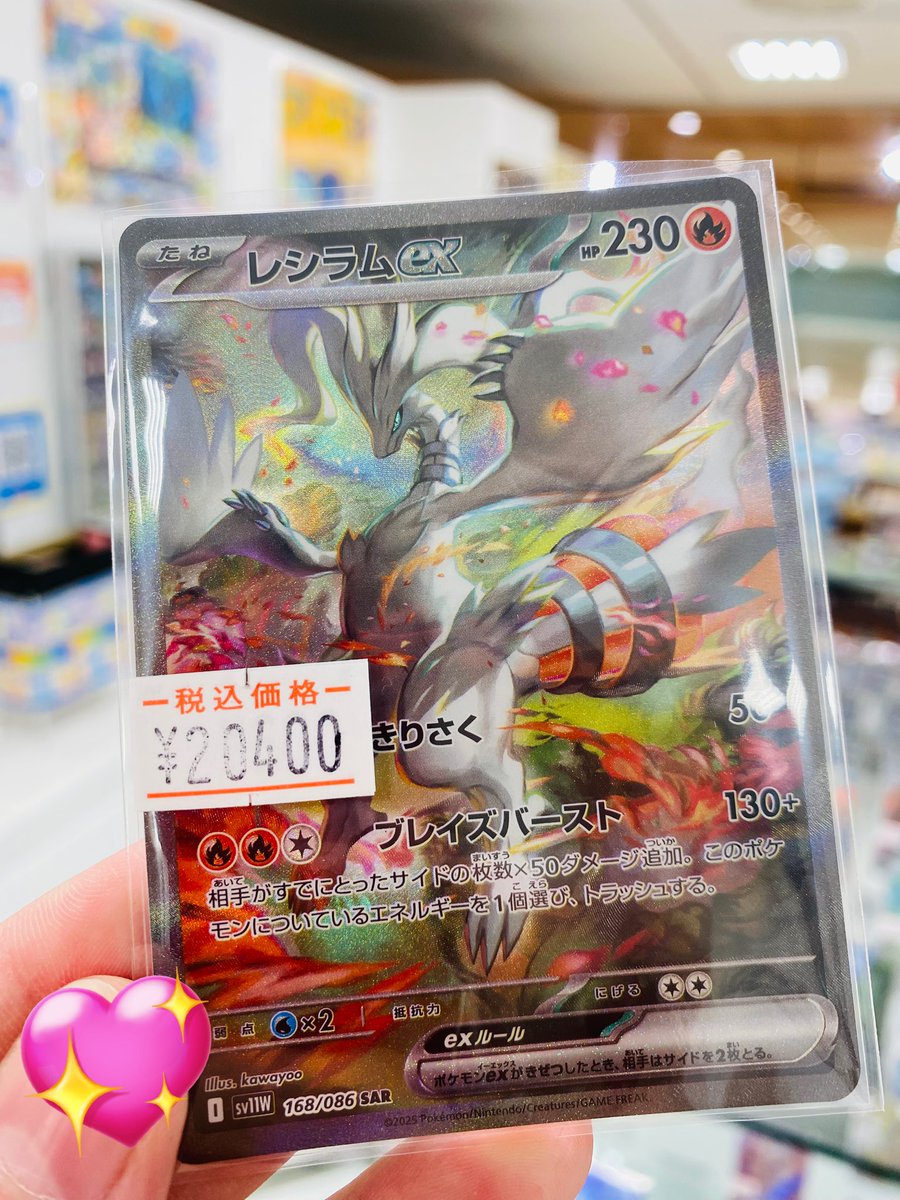 たね
レシラムex
HP230
税込価格
¥20400
きりさく
ブレイズバースト
130+
相手がすでにとったサイドの枚数×50ダメージ追加。このポケ
モンについているエネルギーを1個選び、トラッシュする。
弱点
×2
抵抗力
にげる
exルール
ポケモンexがきぜつしたとき、相手はサイドを2枚とる。
Illus. kawayoo
I
sv11W
168/086 SAR
©2025 Pokémon/Nintendo/Creatures/GAME FREAK.